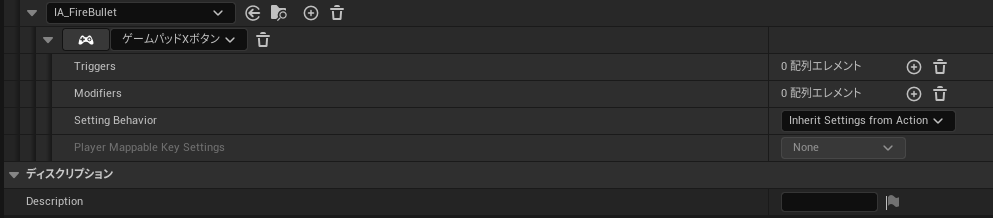 IA_FireBullet
ゲームパッドXボタン
Triggers 0 配列エレメント
Modifiers 0 配列エレメント
Setting Behavior Inherit Settings from Action
Player Mappable Key Settings None
ディスクリプション
Description